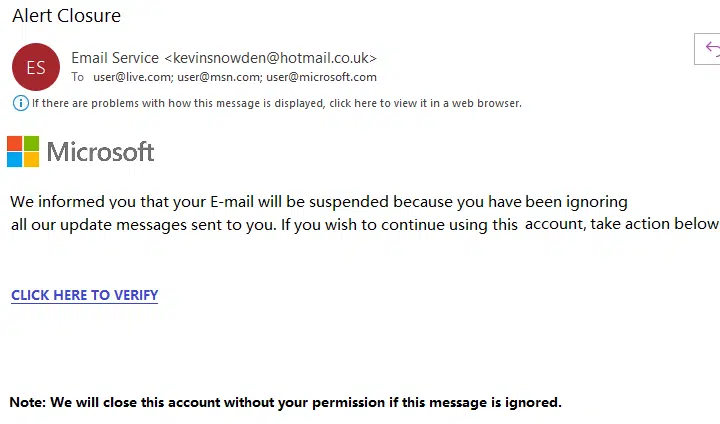 Alert Closure
ES
Email Service <kevinsnowden@hotmail.co.uk>
To user@live.com; user@msn.com; user@microsoft.com
If there are problems with how this message is displayed, click here to view it in a web browser.
Microsoft
We informed you that your E-mail will be suspended because you have been ignoring
all our update messages sent to you. If you wish to continue using this account, take action below
CLICK HERE TO VERIFY
Note: We will close this account without your permission if this message is ignored.